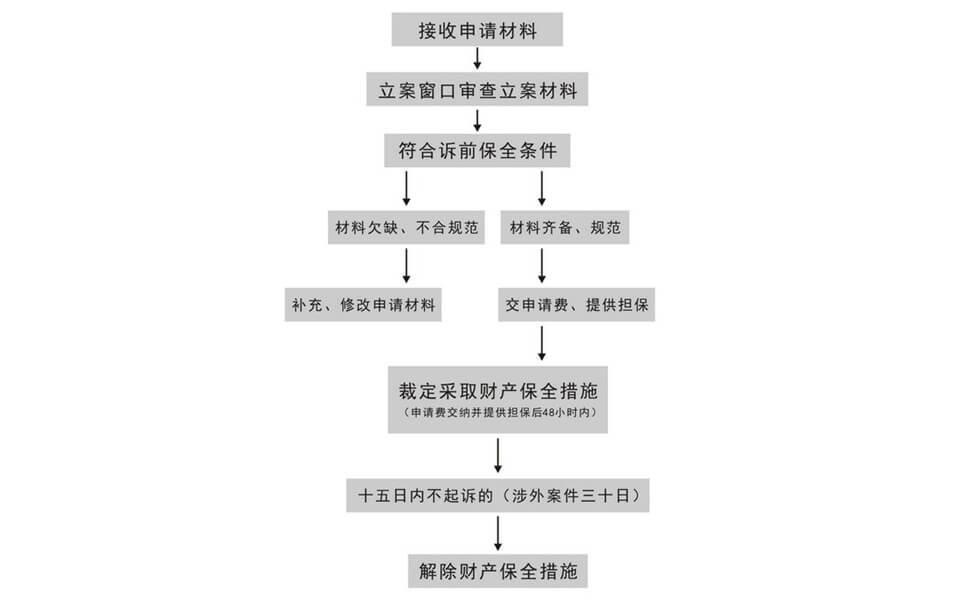 接收申请材料
立案窗口审查立案材料
符合诉前保全条件
材料欠缺、不合规范
材料齐备、规范
补充、修改申请材料
交申请费、提供担保
裁定采取财产保全措施
（申请费交纳并提供担保后48小时内）
十五日内不起诉的（涉外案件三十日）
解除财产保全措施